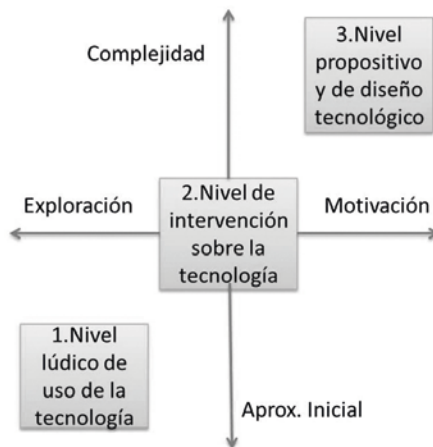 Complejidad
3.Nivel
propositivo
y de diseño
tecnológico
Exploración
2.Nivel de
intervención
sobre la
tecnología
Motivación
1.Nivel
lúdico de
uso de la
tecnología
Aprox. Inicial